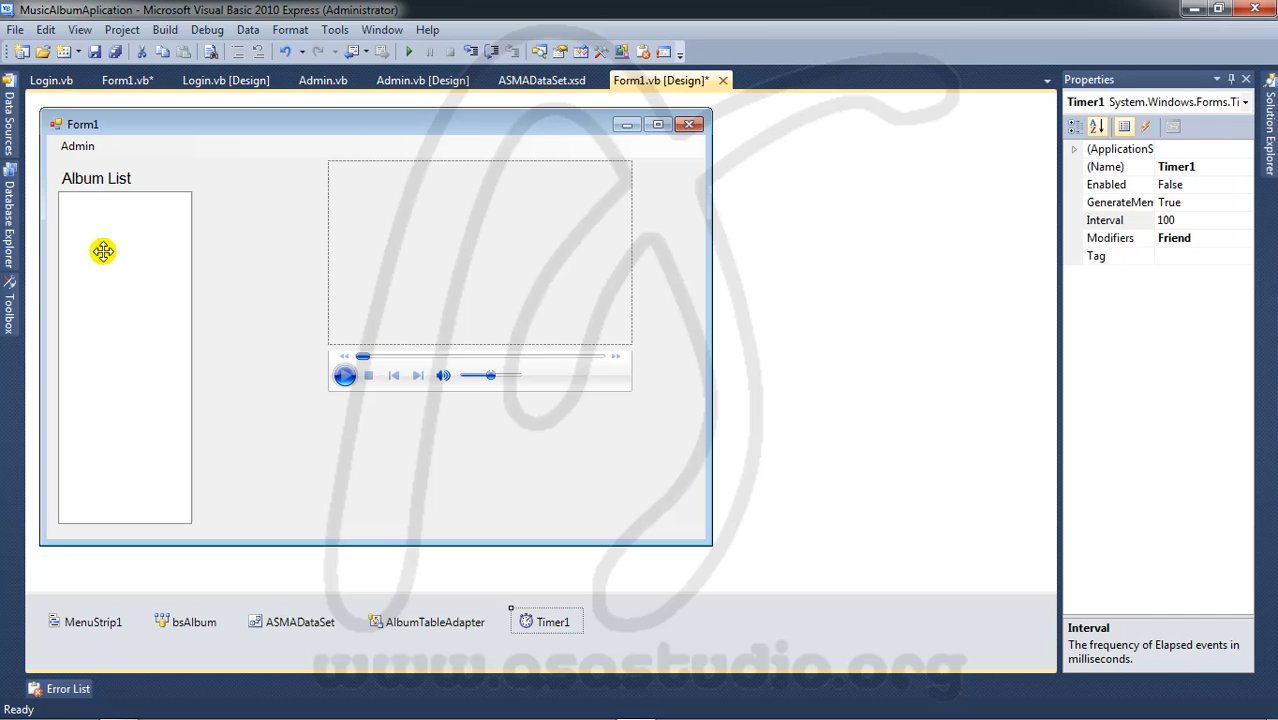 MusicAlbumAplication - Microsoft Visual Basic 2010 Express (Administrator)
File Edit View Project Build Debug Data Format Tools Window Help
Login.vb Form1.vb* Login.vb [Design] Admin.vb Admin.vb [Design] ASMADataSet.xsd Form1.vb [Design]*
Data Sources
Database Explorer
Toolbox
Form1
Admin
Album List
MenuStrip1 bsAlbum ASMADataSet AlbumTableAdapter Timer1
Properties
Timer1 System.Windows.Forms.Ti
(ApplicationS
(Name) Timer1
Enabled False
GenerateMem True
Interval 100
Modifiers Friend
Tag
Interval
The frequency of Elapsed events in
milliseconds.
Solution Explorer
www.asastudio.org
Error List
Ready